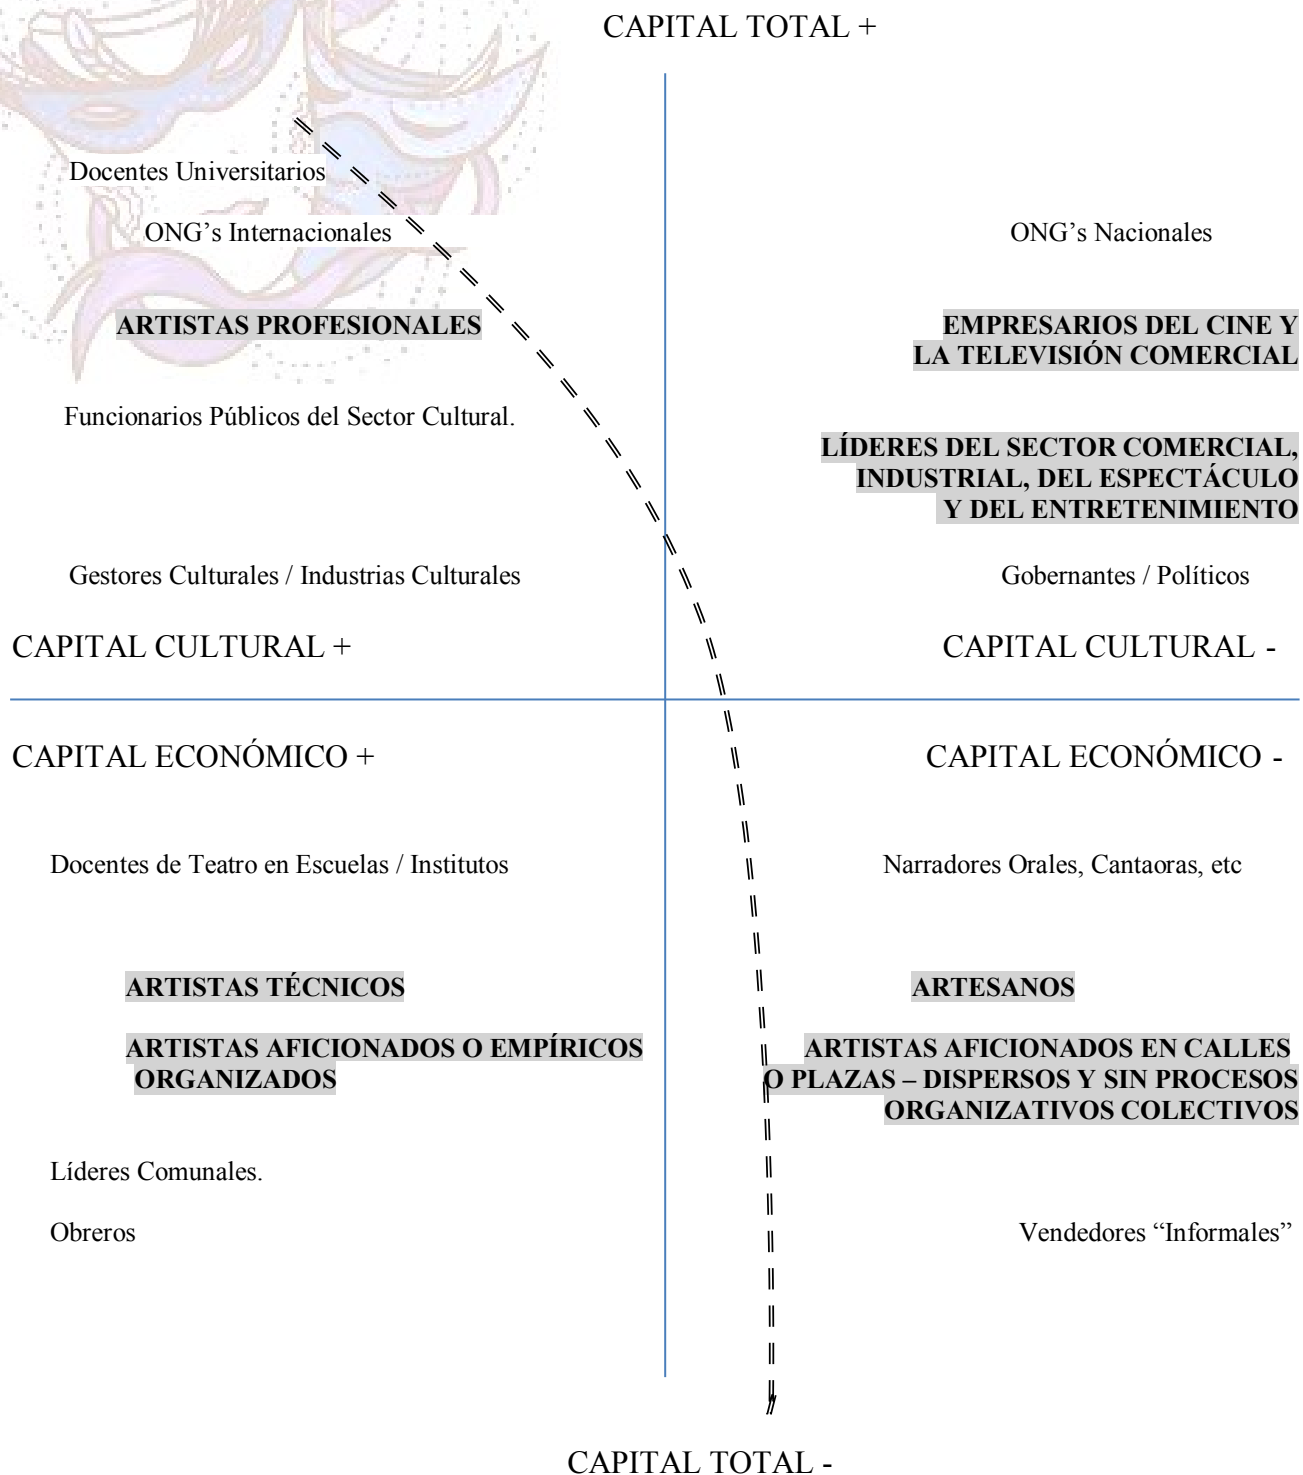 CAPITAL TOTAL +
Docentes Universitarios
ONG’s Internacionales
ONG’s Nacionales
ARTISTAS PROFESIONALES
EMPRESARIOS DEL CINE Y
LA TELEVISIÓN COMERCIAL
Funcionarios Públicos del Sector Cultural.
LÍDERES DEL SECTOR COMERCIAL,
INDUSTRIAL, DEL ESPECTÁCULO
Y DEL ENTRETENIMIENTO
Gestores Culturales / Industrias Culturales
Gobernantes / Políticos
CAPITAL CULTURAL +
CAPITAL CULTURAL -
CAPITAL ECONÓMICO +
CAPITAL ECONÓMICO -
Docentes de Teatro en Escuelas / Institutos
Narradores Orales, Cantaoras, etc
ARTISTAS TÉCNICOS
ARTESANOS
ARTISTAS AFICIONADOS O EMPÍRICOS
ORGANIZADOS
ARTISTAS AFICIONADOS EN CALLES
O PLAZAS – DISPERSOS Y SIN PROCESOS
ORGANIZATIVOS COLECTIVOS
Líderes Comunales.
Obreros
Vendedores “Informales”
CAPITAL TOTAL -